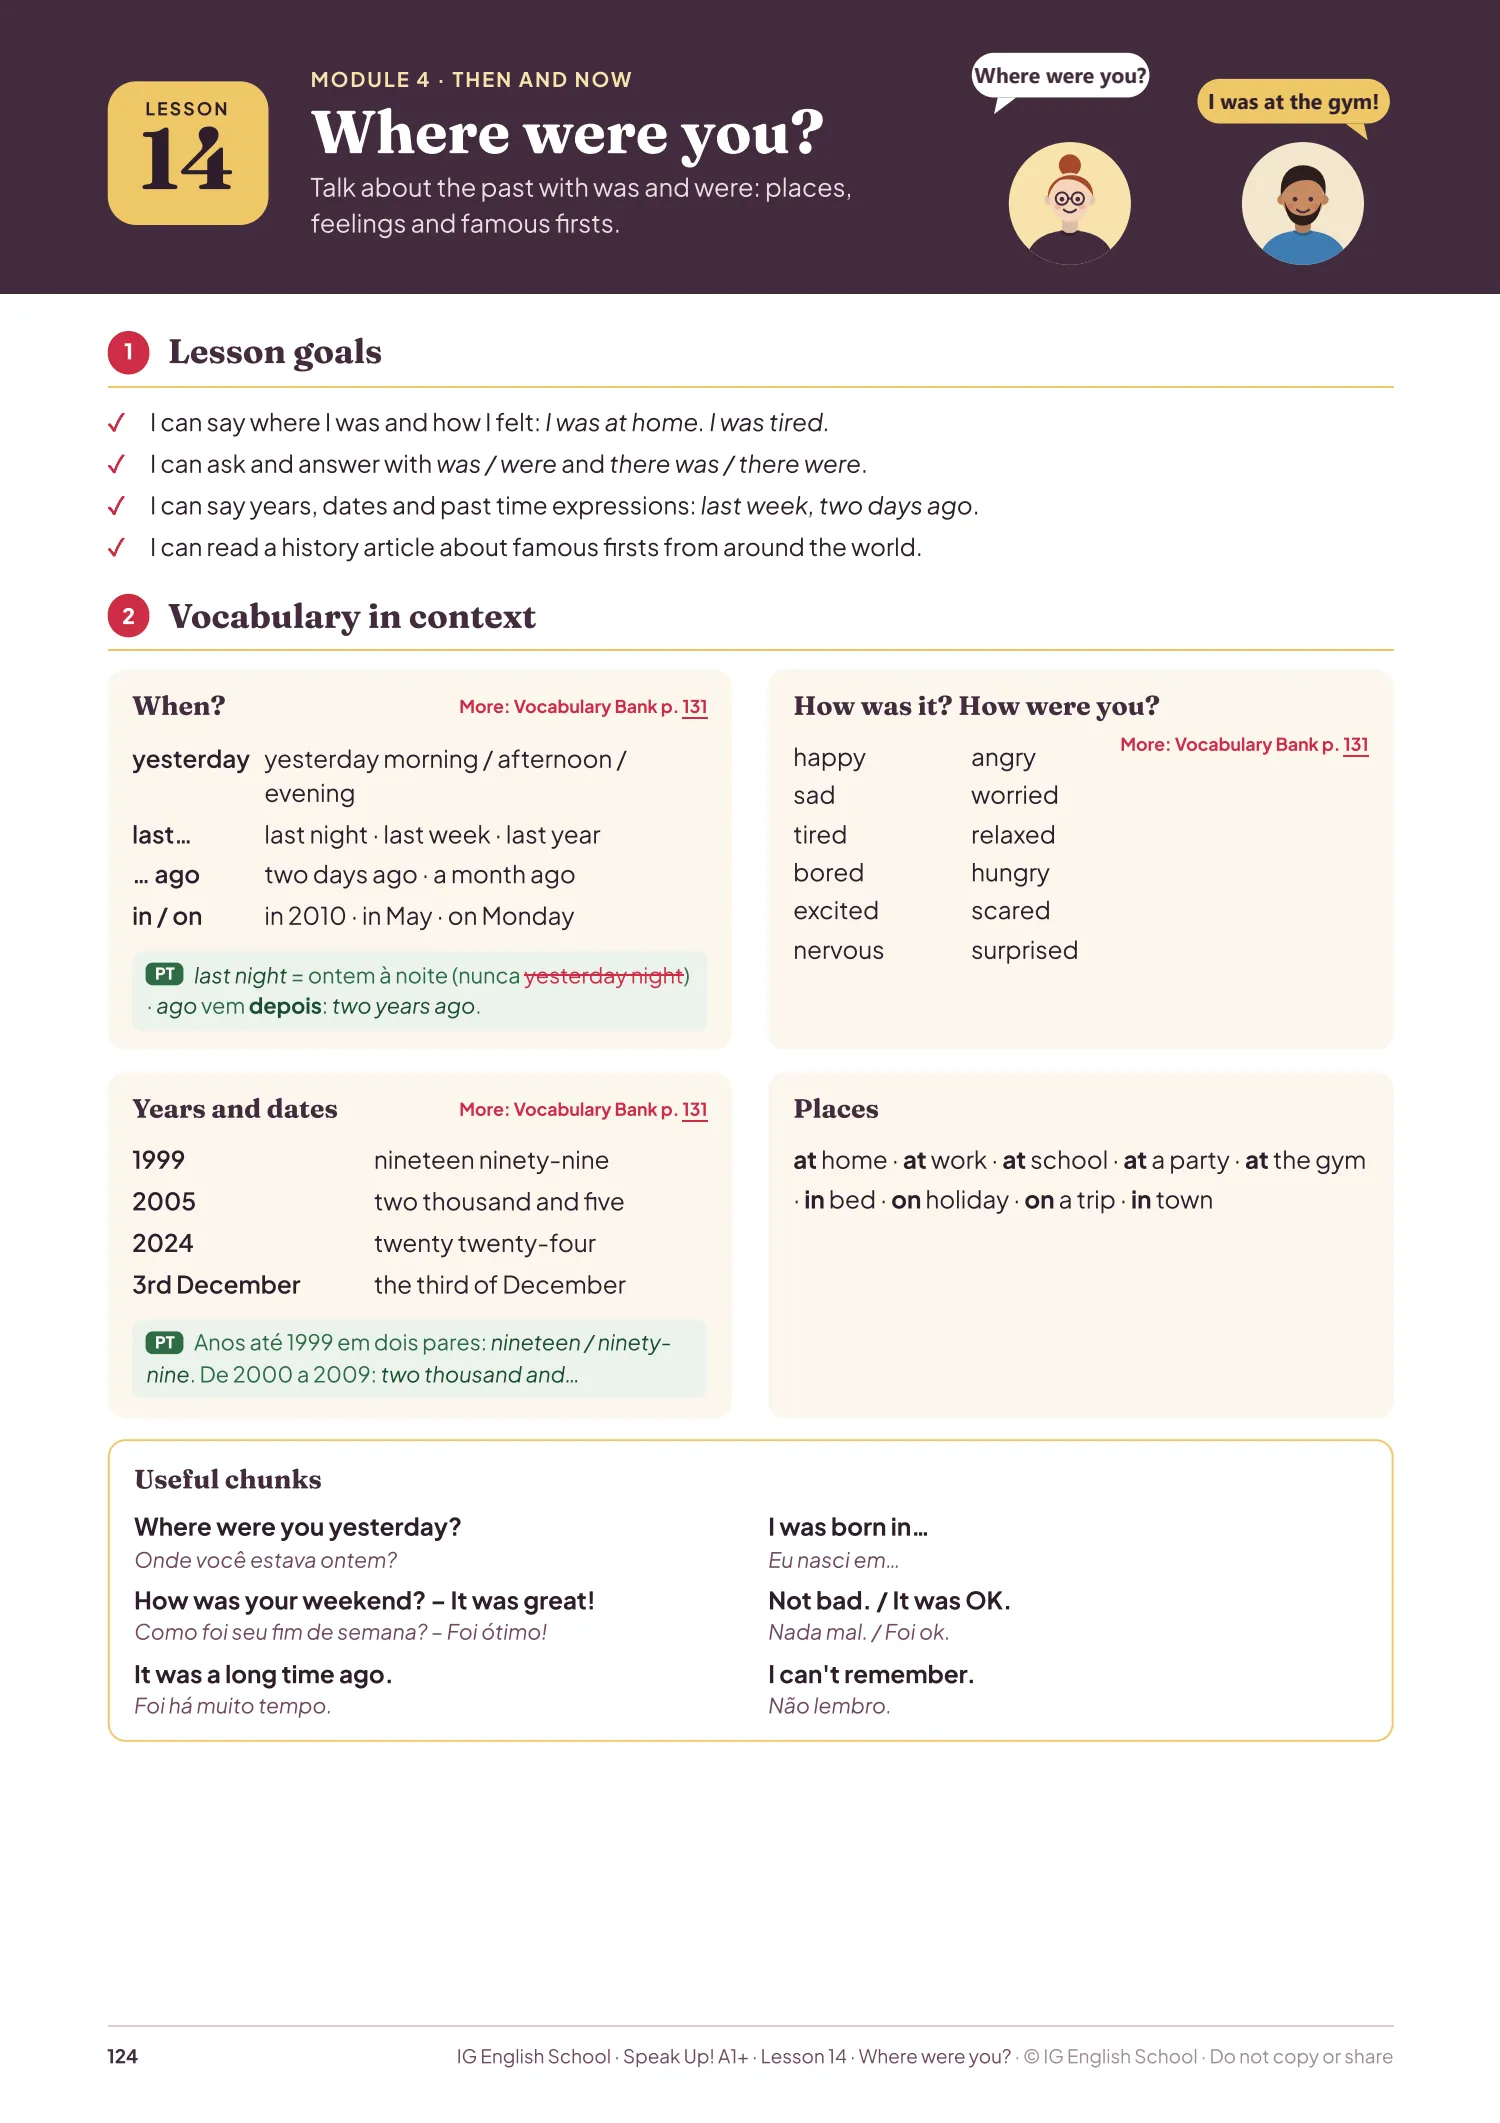 LESSON
14
MODULE 4 · THEN AND NOW
Where were you?
Talk about the past with was and were: places,
feelings and famous firsts.
Where were you?
I was at the gym!
1 Lesson goals
✓ I can say where I was and how I felt: I was at home. I was tired.
✓ I can ask and answer with was / were and there was / there were.
✓ I can say years, dates and past time expressions: last week, two days ago.
✓ I can read a history article about famous firsts from around the world.
2 Vocabulary in context
When? More: Vocabulary Bank p. 131
yesterday yesterday morning / afternoon /
evening
last... last night · last week · last year
... ago two days ago · a month ago
in / on in 2010 · in May · on Monday
PT last night = ontem à noite (nunca yesterday night)
· ago vem depois: two years ago.
How was it? How were you?
More: Vocabulary Bank p. 131
happy angry
sad worried
tired relaxed
bored hungry
excited scared
nervous surprised
Years and dates More: Vocabulary Bank p. 131
1999 nineteen ninety-nine
2005 two thousand and five
2024 twenty twenty-four
3rd December the third of December
PT Anos até 1999 em dois pares: nineteen / ninety-
nine. De 2000 a 2009: two thousand and...
Places
at home · at work · at school · at a party · at the gym
· in bed · on holiday · on a trip · in town
Useful chunks
Where were you yesterday?
Onde você estava ontem?
How was your weekend? – It was great!
Como foi seu fim de semana? – Foi ótimo!
It was a long time ago.
Foi há muito tempo.
I was born in...
Eu nasci em...
Not bad. / It was OK.
Nada mal. / Foi ok.
I can't remember.
Não lembro.
124 IG English School · Speak Up! A1+ · Lesson 14 · Where were you? · © IG English School · Do not copy or share